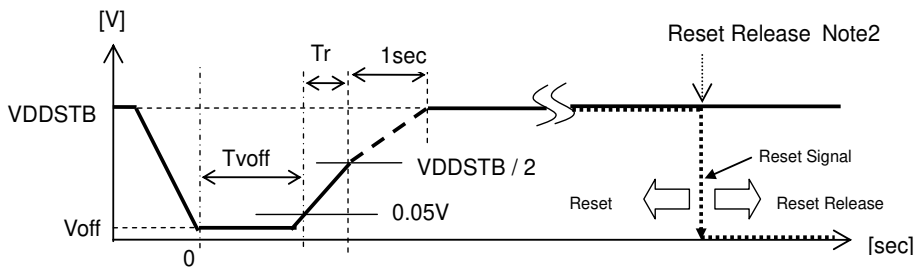 [V]
Tr
1sec
Reset Release Note2
VDDSTB
Tvoff
VDDSTB / 2
Reset Signal
0.05V
Reset
Reset Release
Voff
0
[sec]